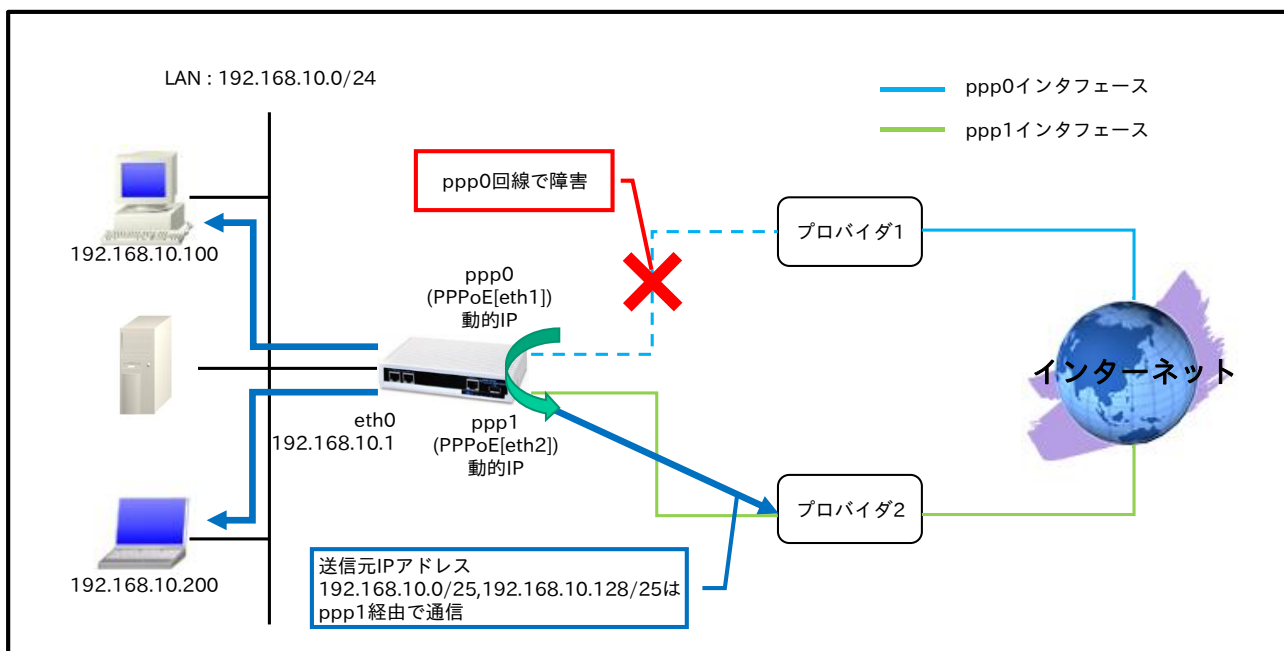 LAN : 192.168.10.0/24
ppp0インタフェース
ppp1インタフェース
ppp0回線で障害
プロバイダ1
192.168.10.100
ppp0
(PPPoE[eth1])
動的IP
インターネット
eth0
192.168.10.1
ppp1
(PPPoE[eth2])
動的IP
プロバイダ2
192.168.10.200
送信元IPアドレス
192.168.10.0/25,192.168.10.128/25は
ppp1経由で通信